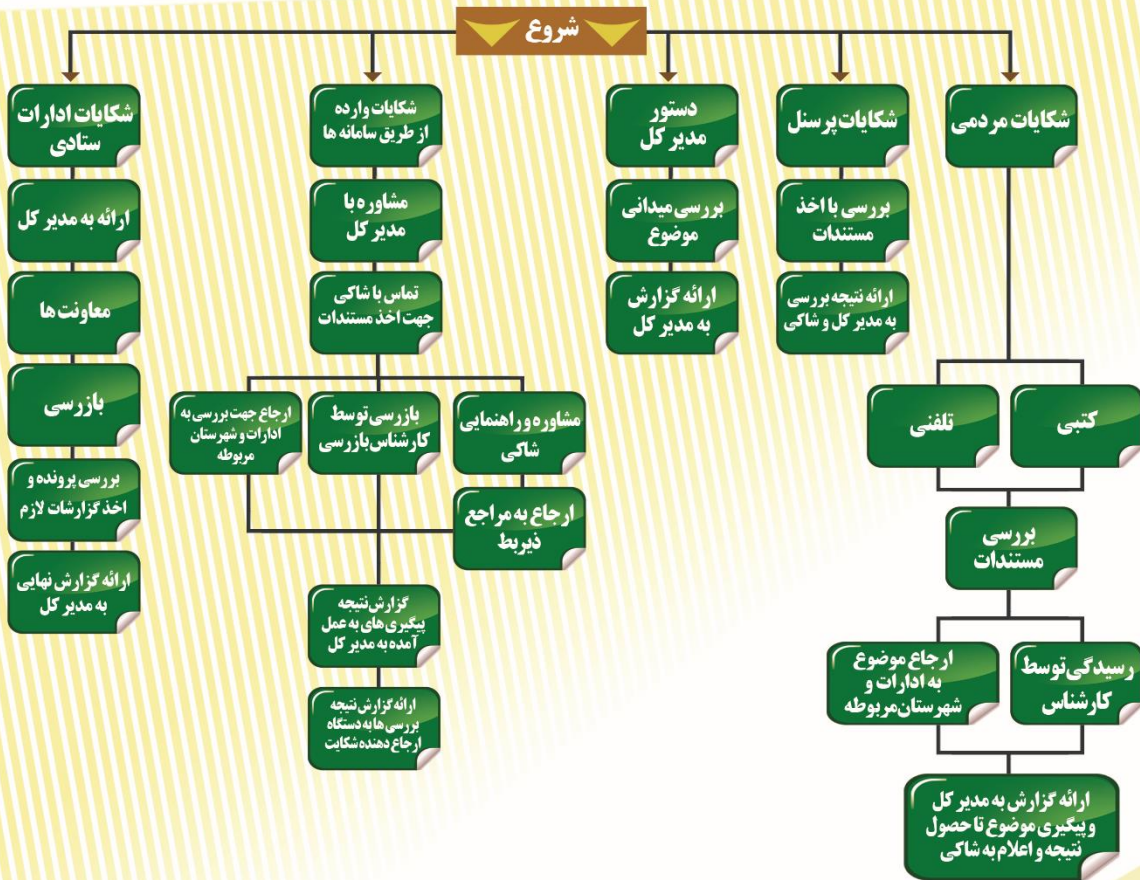 شروع
شکایات مردمی
شکایات پرسنل
دستور
مدیر کل
شکایات وارده
از طریق سامانه ها
شکایات ادارات
ستادی
بررسی با اخذ
مستندات
بررسی میدانی
موضوع
مشاوره با
مدیر کل
ارائه به مدیر کل
ارائه نتیجه بررسی
به مدیر کل و شاکی
ارائه گزارش
به مدیر کل
تماس با شاکی
جهت اخذ مستندات
معاونت ها
کتبی
تلفنی
مشاوره و راهنمایی
شاکی
بازرسی توسط
کارشناس بازرسی
ارجاع جهت بررسی به
ادارات و شهرستان
مربوطه
بازرسی
بررسی
مستندات
ارجاع به مراجع
ذیربط
بررسی پرونده و
اخذ گزارشات لازم
گزارش نتیجه
پیگیری های به عمل
آمده به مدیر کل
ارائه گزارش نهایی
به مدیر کل
رسیدگی توسط
کارشناس
ارجاع موضوع
به ادارات و
شهرستان مربوطه
ارائه گزارش نتیجه
بررسی ها به دستگاه
ارجاع دهنده شکایت
ارائه گزارش به مدیر کل
و پیگیری موضوع تا حصول
نتیجه و اعلام به شاکی